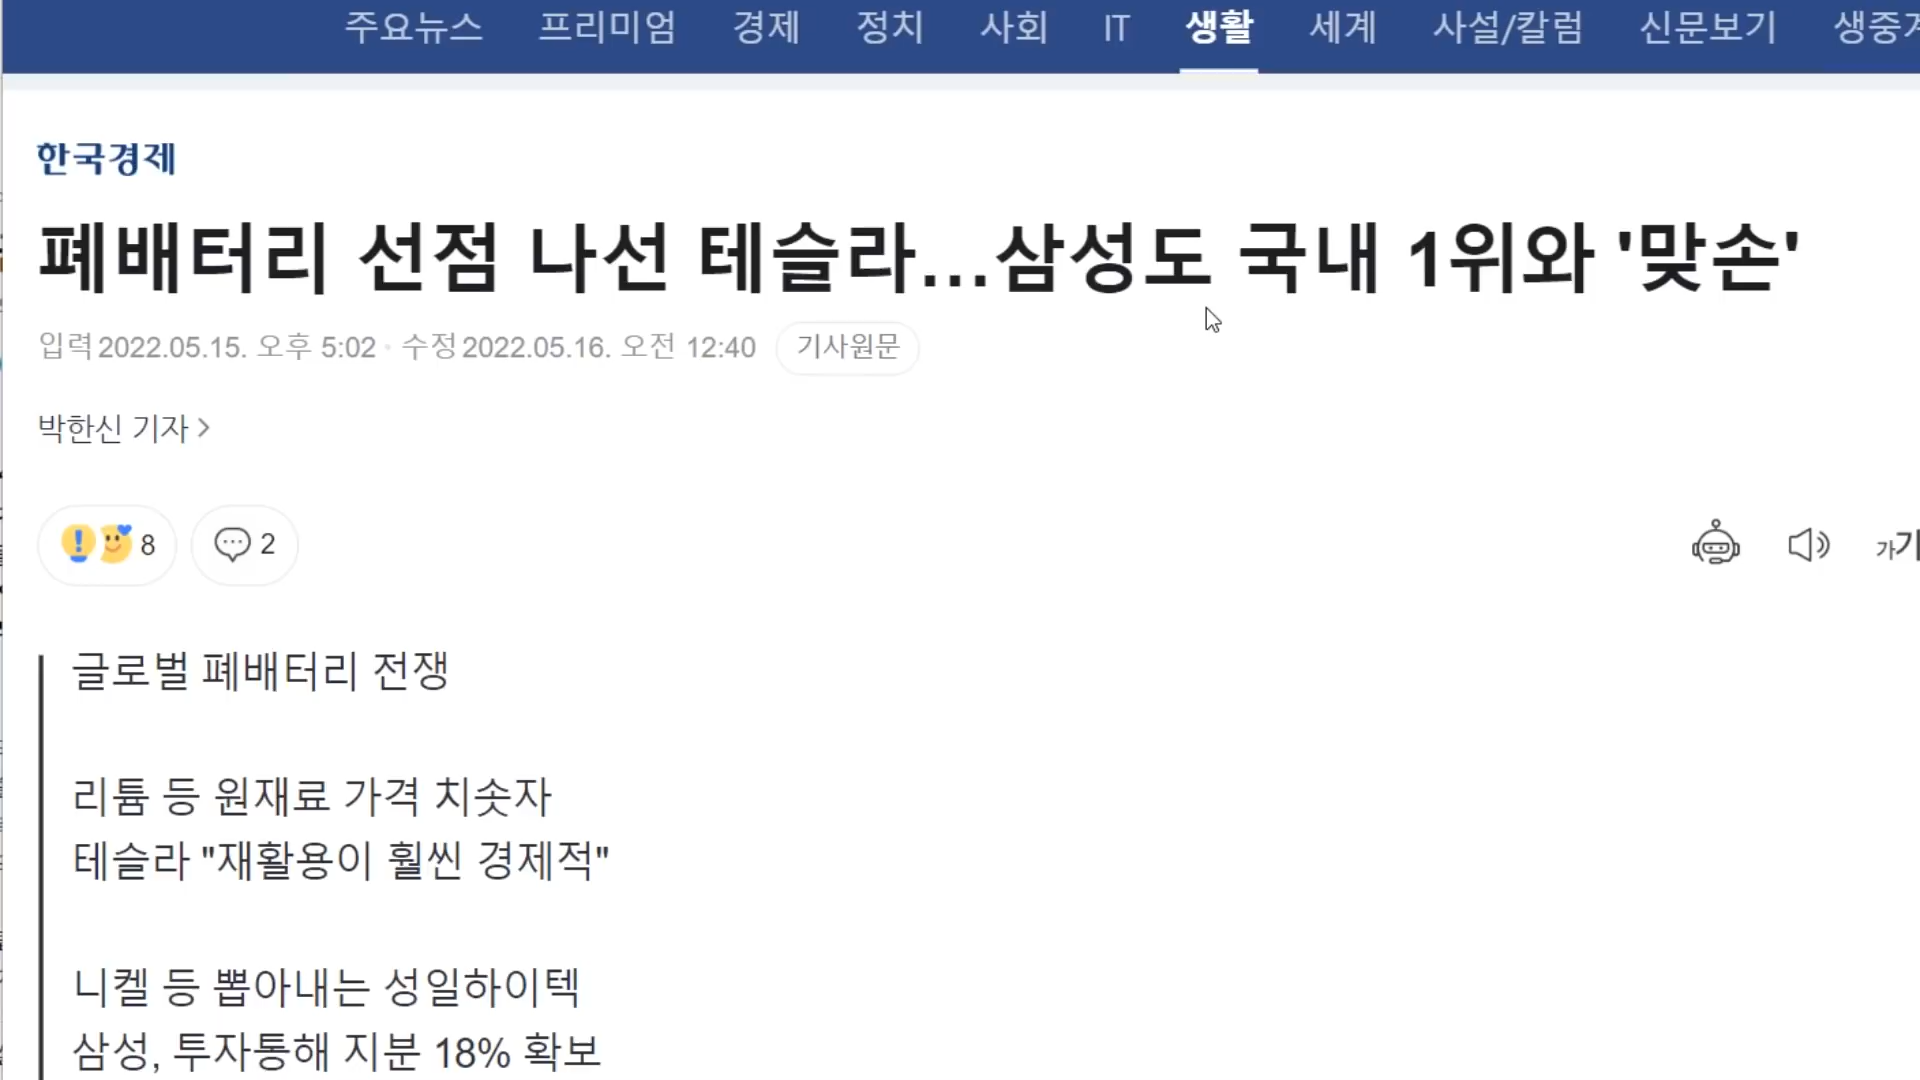 주요뉴스 프리미엄 경제 정치 사회 IT 생활 세계 사설/칼럼 신문보기
한국경제
폐배터리 선점 나선 테슬라...삼성도 국내 1위와 '맞손'
입력 2022.05.15. 오후 5:02 · 수정 2022.05.16. 오전 12:40 기사원문
박한신 기자 >
8 2
글로벌 폐배터리 전쟁
리튬 등 원재료 가격 치솟자
테슬라 "재활용이 훨씬 경제적"
니켈 등 뽑아내는 성일하이텍
삼성, 투자통해 지분 18% 확보